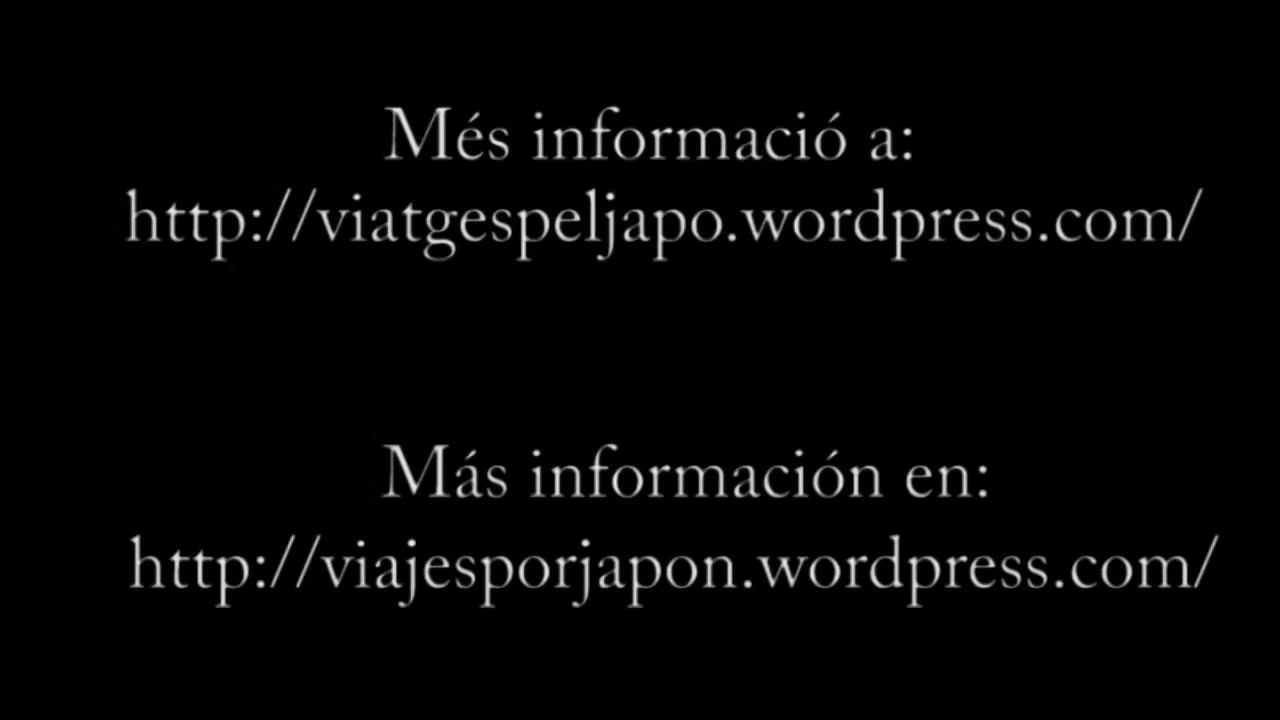 Més informació a:
http://viatgespeljapo.wordpress.com/
Más información en:
http://viajesporjapon.wordpress.com/